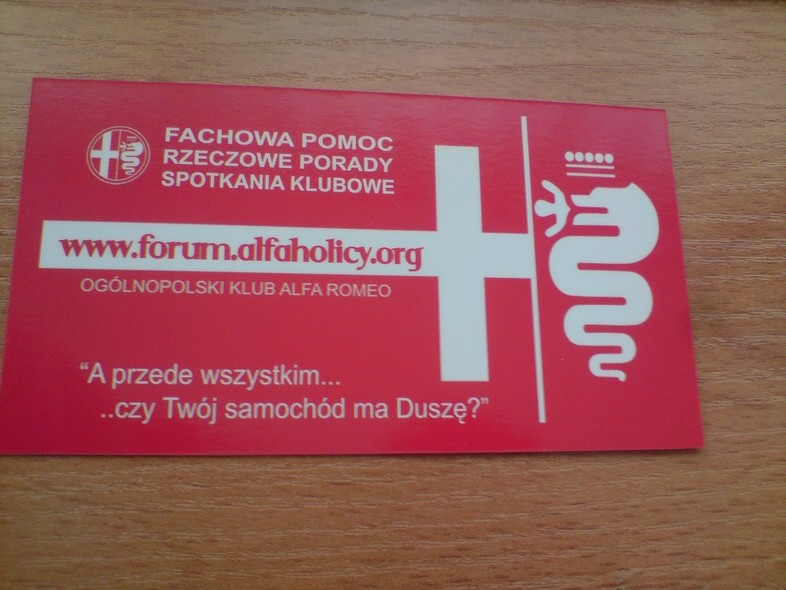 FACHOWA POMOC
RZECZOWE PORADY
SPOTKANIA KLUBOWE
www.forum.alfaholicy.org
OGÓLNOPOLSKI KLUB ALFA ROMEO
“A przede wszystkim...
..czy Twój samochód ma Duszę?”